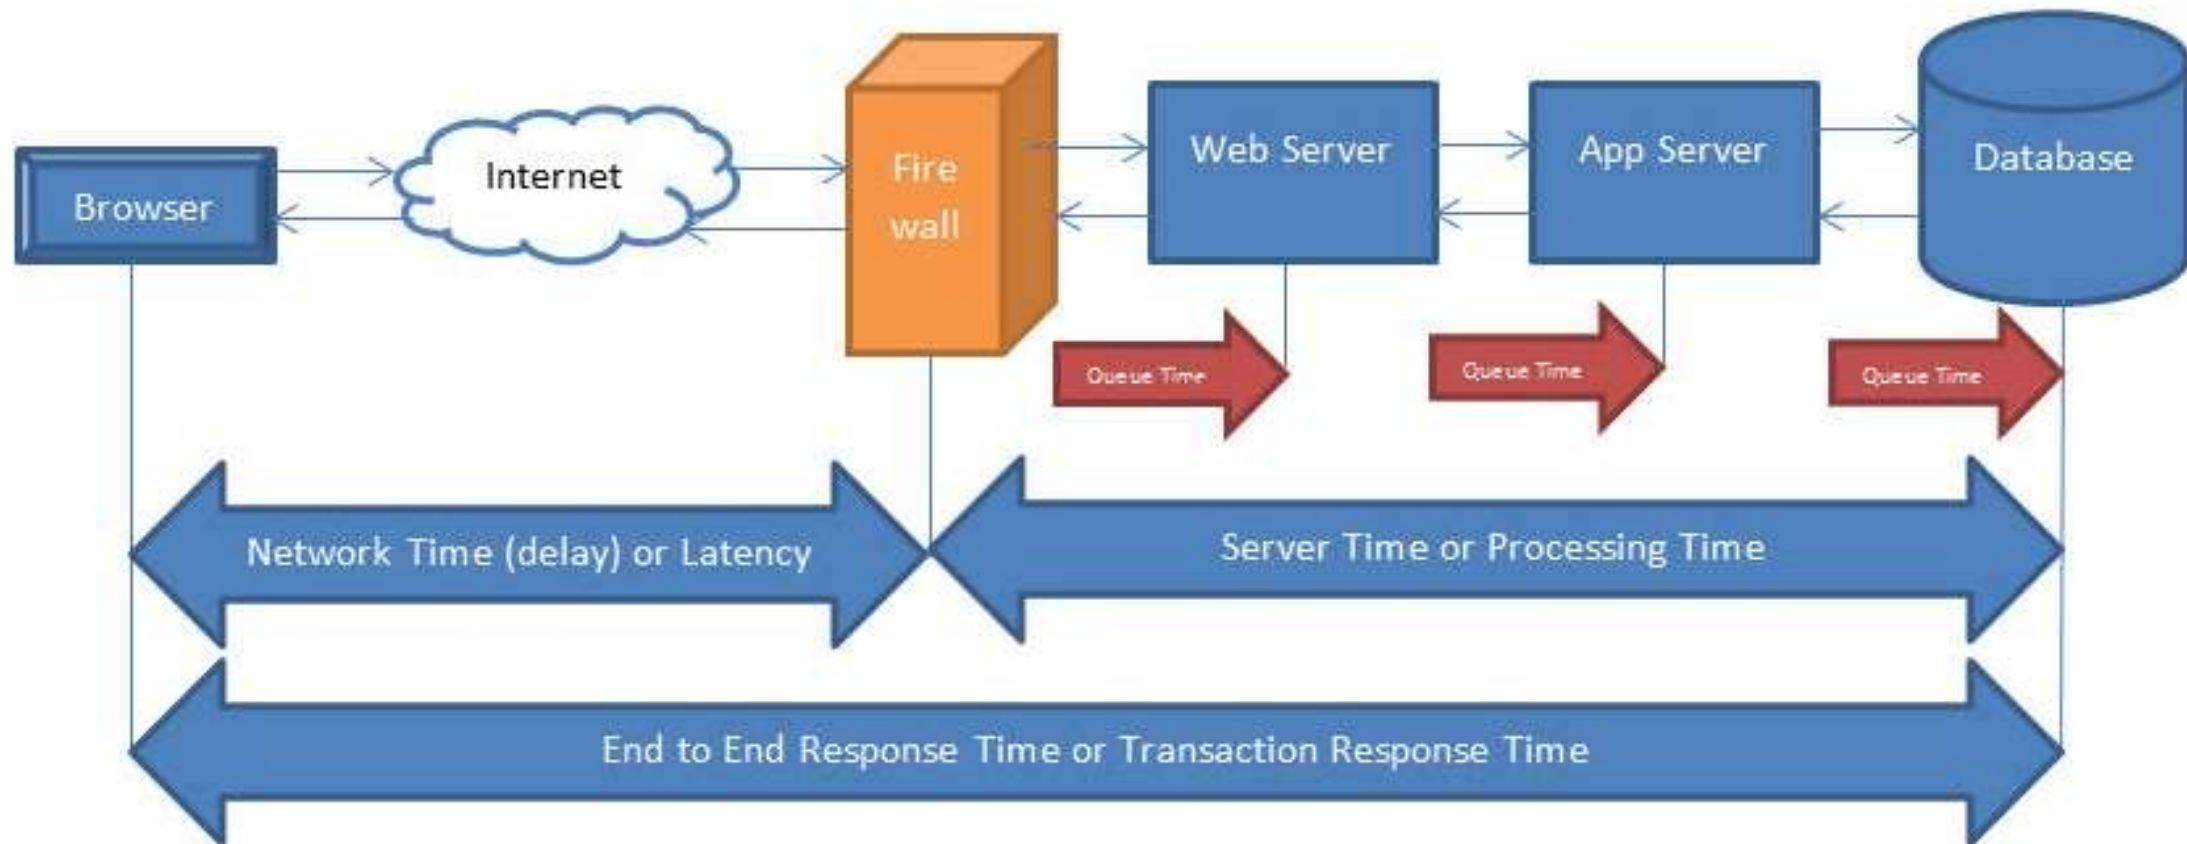 Browser
Internet
Fire
wall
Web Server
App Server
Database
Queue Time
Queue Time
Queue Time
Network Time (delay) or Latency
Server Time or Processing Time
End to End Response Time or Transaction Response Time